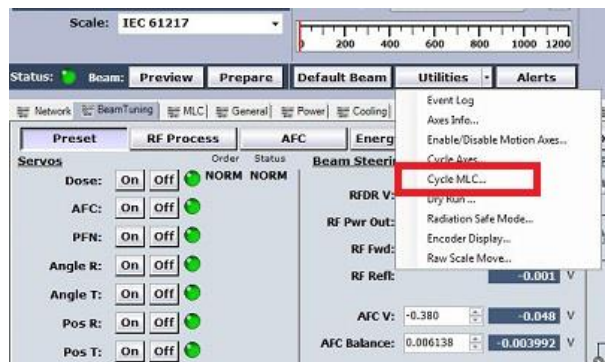 Scale: IEC 61217
200 400 600 800 1000 1200
Status: Beam: Preview Prepare Default Beam Utilities Alerts
Network BeamTuning MLC General Power Cooling
Preset RF Process AFC Energ
Event Log
Axes Info...
Enable/Disable Motion Axes...
Cycle Axes...
Cycle MLC...
Dry Run ...
Radiation Safe Mode...
Encoder Display...
Raw Scale Move...
Servos Order Status Beam Steeri
Dose: On Off NORM NORM
RFDR V:
AFC: On Off
RF Pwr Out:
PFN: On Off
RF Fwd:
Angle R: On Off
RF Refl: -0.001 V
Angle T: On Off
AFC V: -0.380 -0.048 V
Pos R: On Off
AFC Balance: 0.006138 -0.003992 V
Pos T: On Off